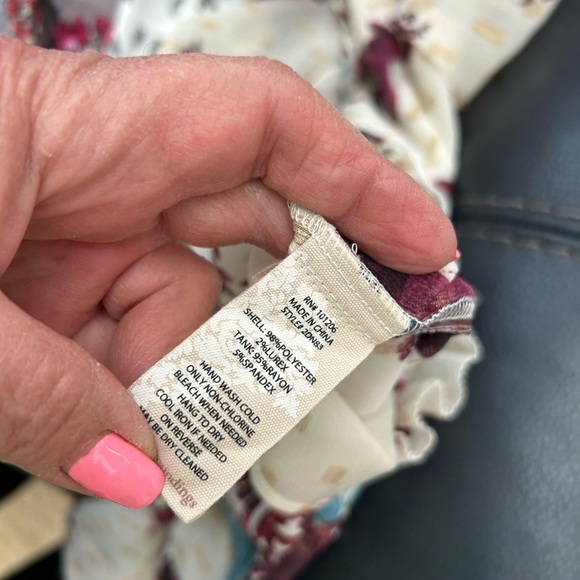 RN# 101206
MADE IN CHINA
STYLE# 20N63
SHELL: 98%POLYESTER
2%LUREX
TANK: 95%RAYON
5%SPANDEX
HAND WASH COLD
ONLY NON-CHLORINE
BLEACH WHEN NEEDED
HANG TO DRY
COOL IRON IF NEEDED
ON REVERSE
MAY BE DRY CLEANED